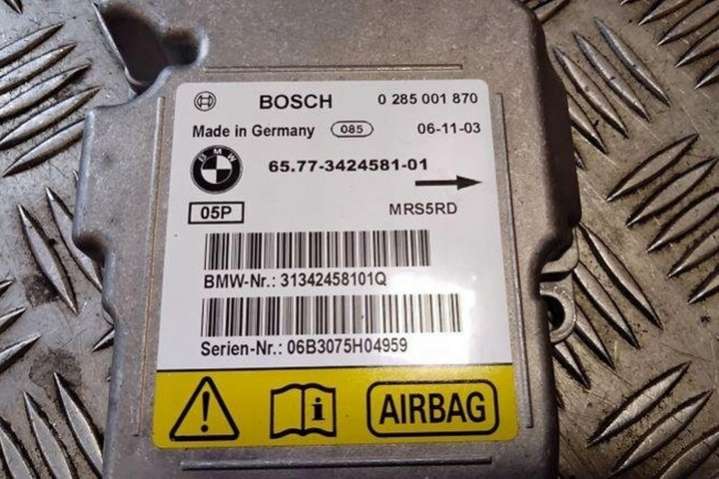 BOSCH 0 285 001 870
Made in Germany 085 06-11-03
BMW 65.77-3424581-01
05P MRS5RD
BMW-Nr.: 31342458101Q
Serien-Nr.: 06B3075H04959
AIRBAG